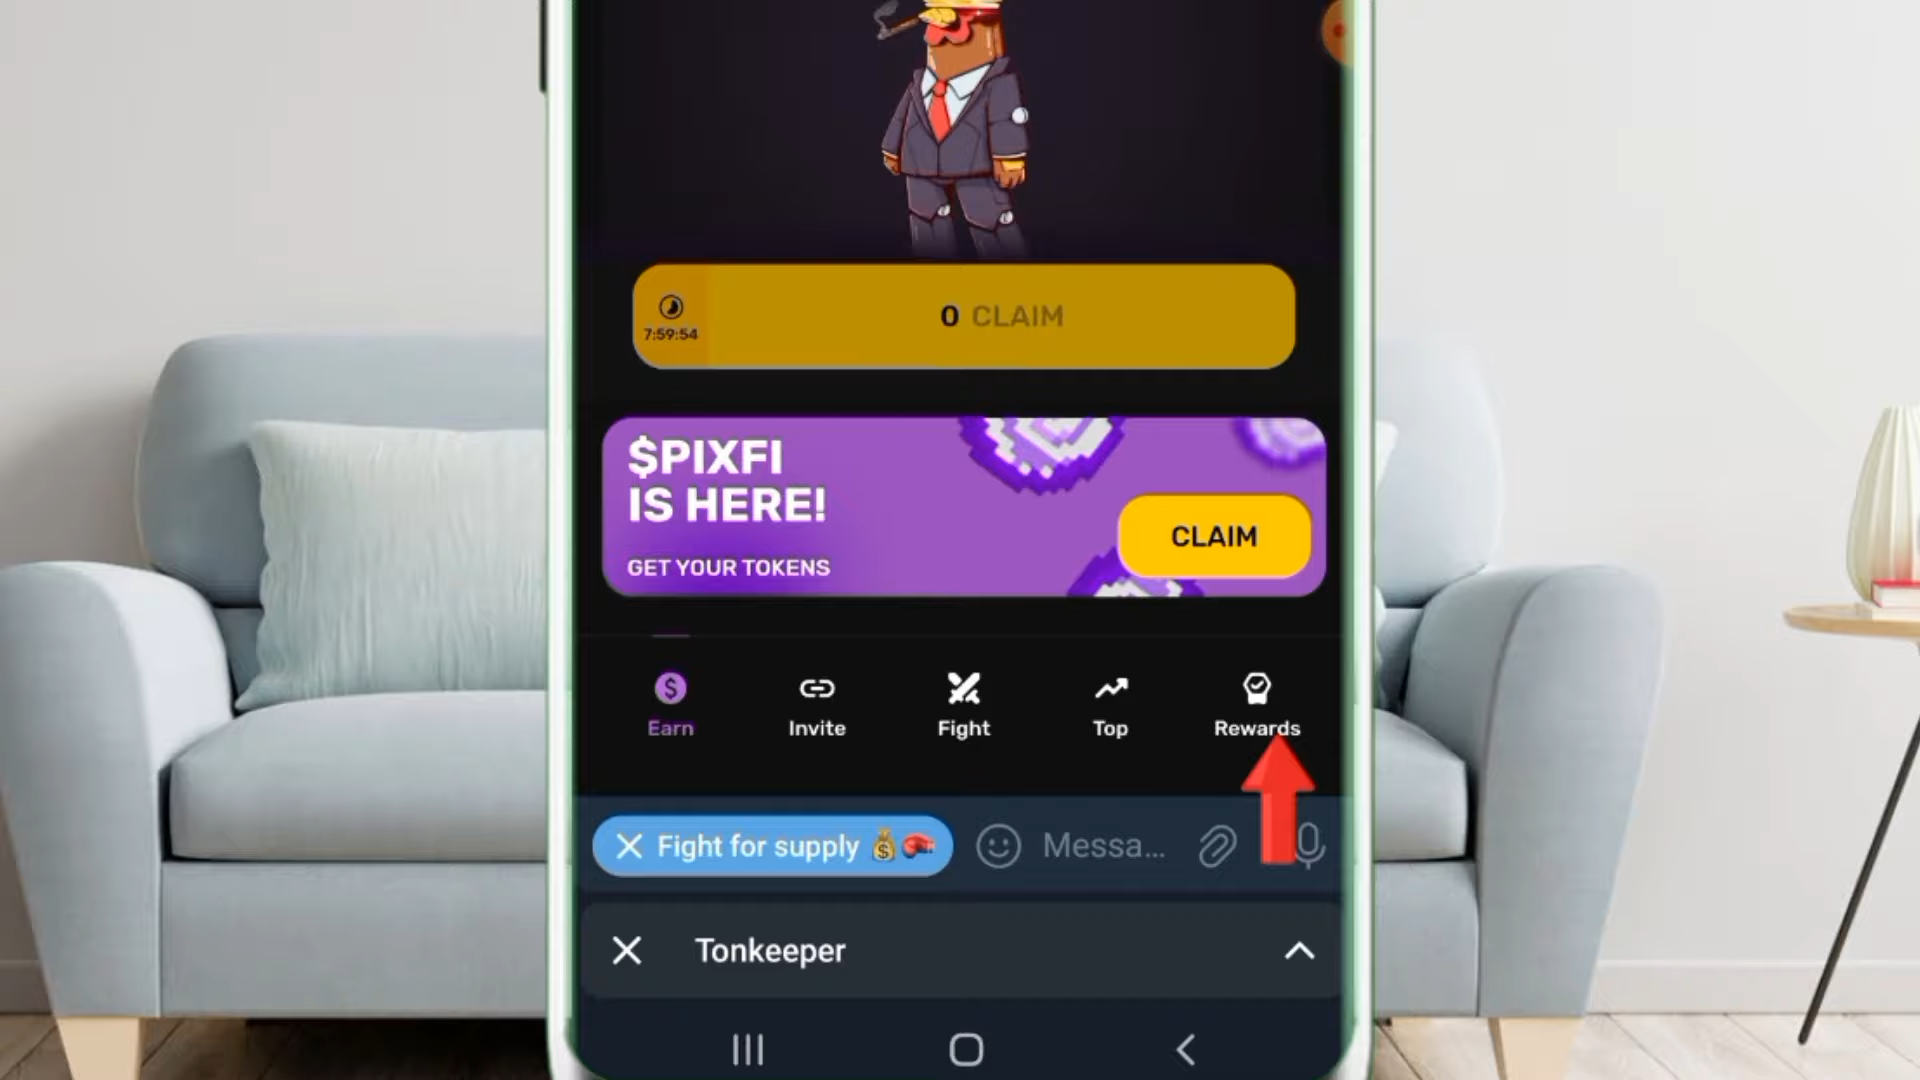 7:59:54
0 CLAIM
$PIXFI
IS HERE!
GET YOUR TOKENS
CLAIM
Earn
Invite
Fight
Top
Rewards
Fight for supply 💰🥊
Messa...
Tonkeeper